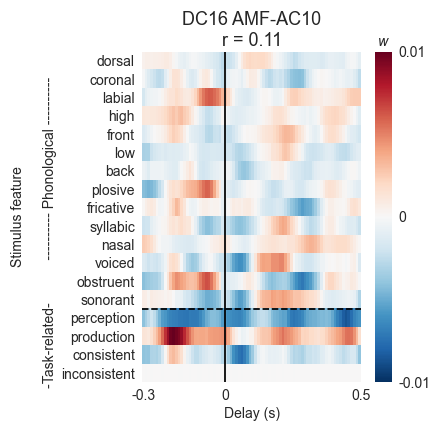 DC16 AMF-AC10
r = 0.11
w
Stimulus feature
---------- Phonological ----------
-Task-related-
dorsal
coronal
labial
high
front
low
back
plosive
fricative
syllabic
nasal
voiced
obstruent
sonorant
perception
production
consistent
inconsistent
-0.3
0
0.5
Delay (s)
0.01
0
-0.01